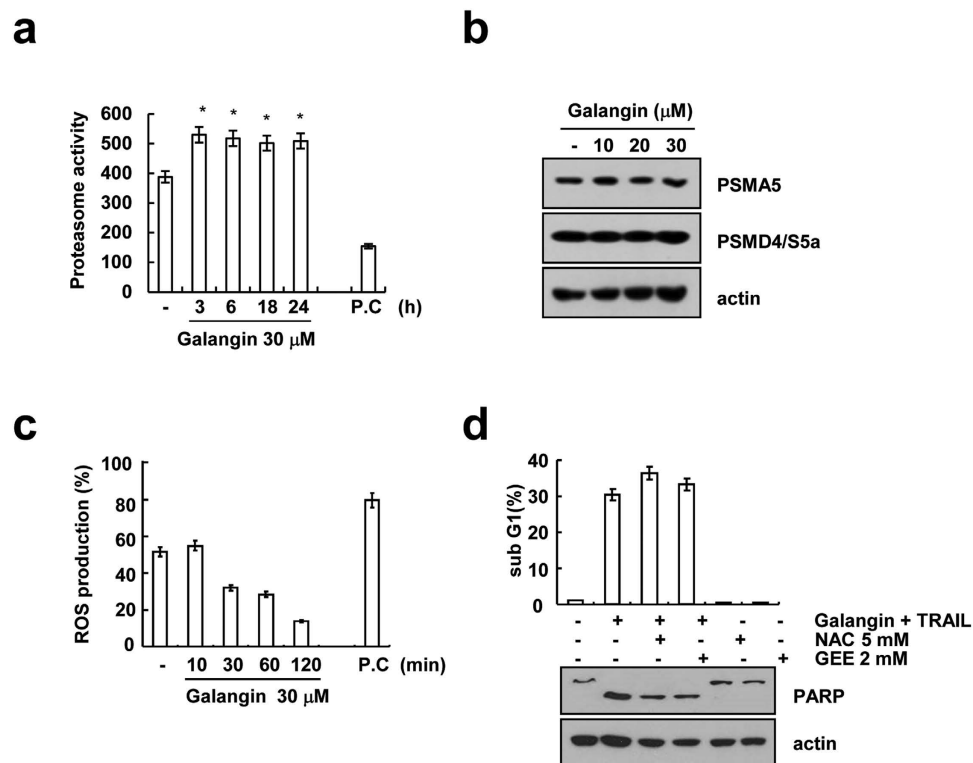 a
Proteasome activity
600
500
400
300
200
100
0
- 3 6 18 24 P.C (h)
* * * *
Galangin 30 μM
b
Galangin (μM)
- 10 20 30
PSMA5
PSMD4/S5a
actin
c
ROS production (%)
100
80
60
40
20
0
- 10 30 60 120 P.C (min)
Galangin 30 μM
d
sub G1(%)
40
30
20
10
0
- + + + - - - Galangin + TRAIL
- - + - + - NAC 5 mM
- - - + - - + GEE 2 mM
PARP
actin